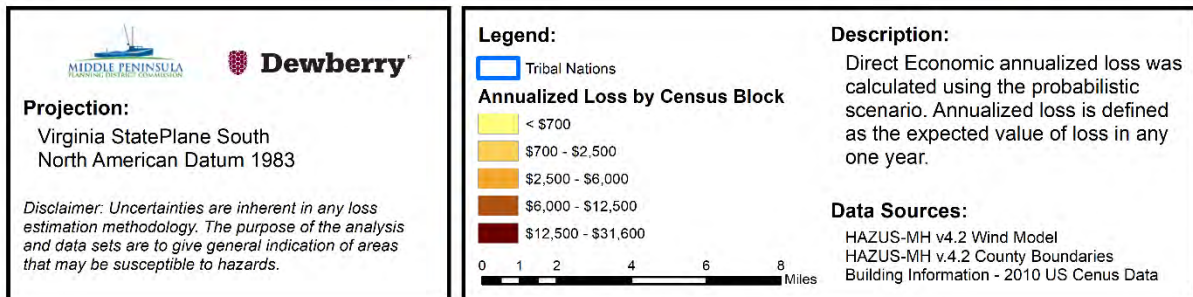 MIDDLE PENINSULA
PLANNING DISTRICT COMMISSION
Dewberry®
Projection:
Virginia StatePlane South
North American Datum 1983
Disclaimer: Uncertainties are inherent in any loss
estimation methodology. The purpose of the analysis
and data sets are to give general indication of areas
that may be susceptible to hazards.
Legend:
Tribal Nations
Annualized Loss by Census Block
< $700
$700 - $2,500
$2,500 - $6,000
$6,000 - $12,500
$12,500 - $31,600
0 1 2 4 6 8
Miles
Description:
Direct Economic annualized loss was
calculated using the probabilistic
scenario. Annualized loss is defined
as the expected value of loss in any
one year.
Data Sources:
HAZUS-MH v4.2 Wind Model
HAZUS-MH v.4.2 County Boundaries
Building Information - 2010 US Cenus Data